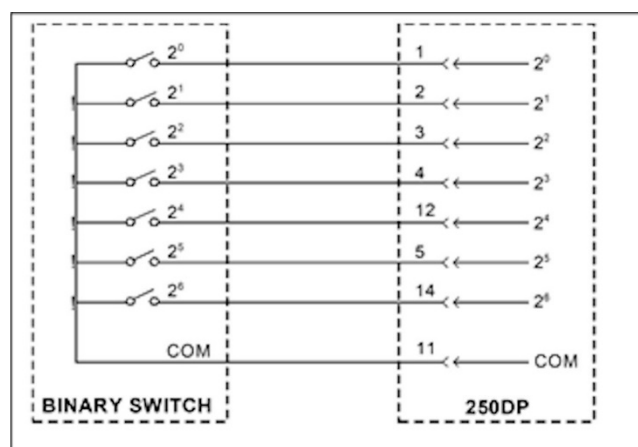 2⁰ 1 2⁰
2¹ 2 2¹
2² 3 2²
2³ 4 2³
2⁴ 12 2⁴
2⁵ 5 2⁵
2⁶ 14 2⁶
COM 11 COM
BINARY SWITCH 250DP